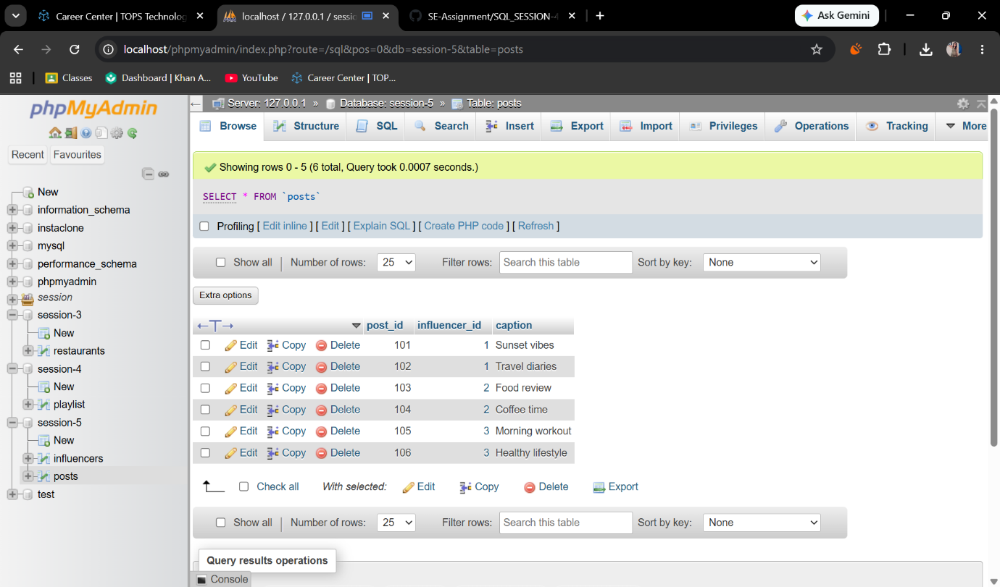 Career Center | TOPS Technolog
localhost / 127.0.0.1 / sessio
SE-Assignment/SQL_SESSION-4
Ask Gemini
localhost/phpmyadmin/index.php?route=/sql&pos=0&db=session-5&table=posts
Classes
Dashboard | Khan A...
YouTube
Career Center | TOP...
phpMyAdmin
Recent
Favourites
New
information_schema
instaclone
mysql
performance_schema
phpmyadmin
session
session-3
New
restaurants
session-4
New
playlist
session-5
New
influencers
posts
test
Server: 127.0.0.1 » Database: session-5 » Table: posts
Browse Structure SQL Search Insert Export Import Privileges Operations Tracking More
Showing rows 0 - 5 (6 total, Query took 0.0007 seconds.)
SELECT * FROM `posts`
Profiling [ Edit inline ] [ Edit ] [ Explain SQL ] [ Create PHP code ] [ Refresh ]
Show all | Number of rows: 25 Filter rows: Search this table Sort by key: None
Extra options
←T→ post_id influencer_id caption
Edit Copy Delete 101 1 Sunset vibes
Edit Copy Delete 102 1 Travel diaries
Edit Copy Delete 103 2 Food review
Edit Copy Delete 104 2 Coffee time
Edit Copy Delete 105 3 Morning workout
Edit Copy Delete 106 3 Healthy lifestyle
Check all With selected: Edit Copy Delete Export
Show all | Number of rows: 25 Filter rows: Search this table Sort by key: None
Query results operations
Console